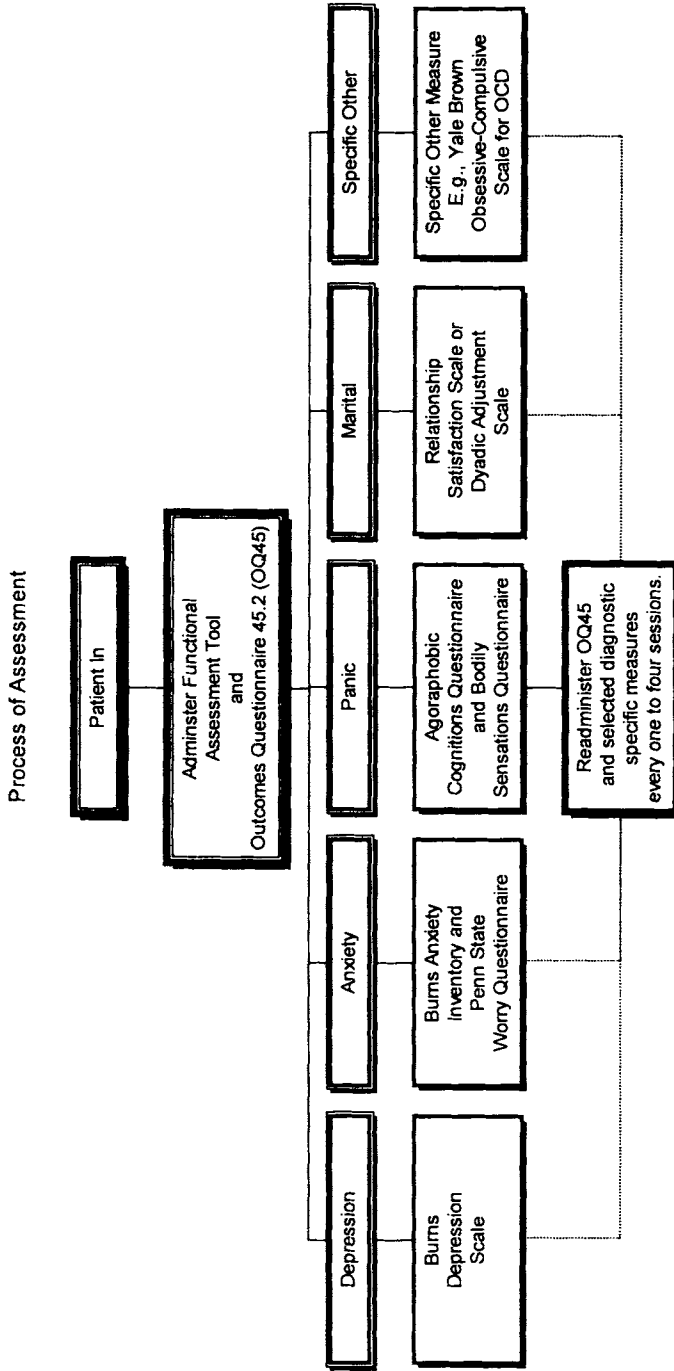 Process of Assessment
Patient In
Adminster Functional
Assessment Tool
and
Outcomes Questionnaire 45.2 (OQ45)
Depression
Anxiety
Panic
Marital
Specific Other
Burns
Depression
Scale
Burns Anxiety
Inventory and
Penn State
Worry Questionnaire
Agoraphobic
Cognitions Questionnaire
and Bodily
Sensations Questionnaire
Relationship
Satisfaction Scale or
Dyadic Adjustment
Scale
Specific Other Measure
E.g., Yale Brown
Obsessive-Compulsive
Scale for OCD
Readminister OQ45
and selected diagnostic
specific measures
every one to four sessions.